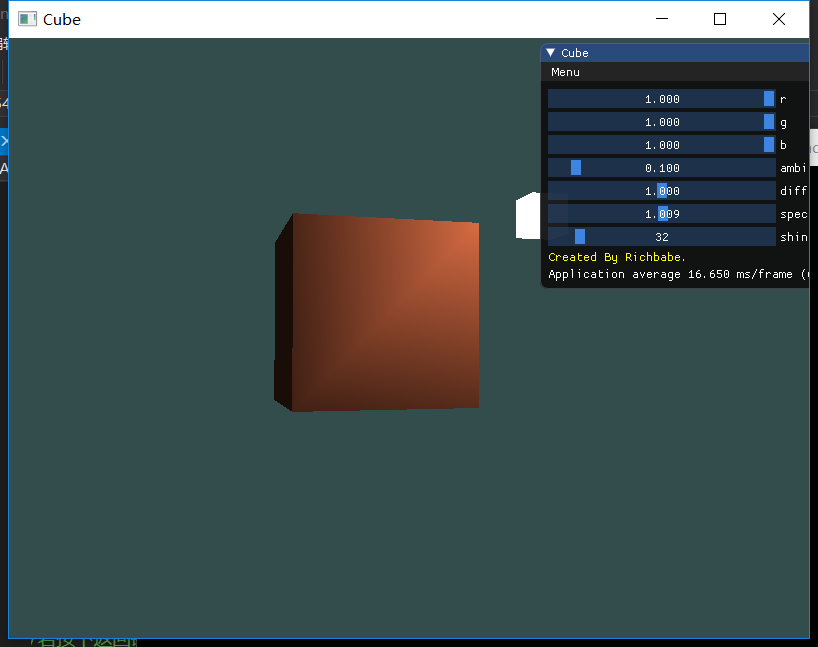 Cube
Cube
Menu
1.000 r
1.000 g
1.000 b
0.100 ambi
1.000 diff
1.009 spec
32 shin
Created By Richbabe.
Application average 16.650 ms/frame (